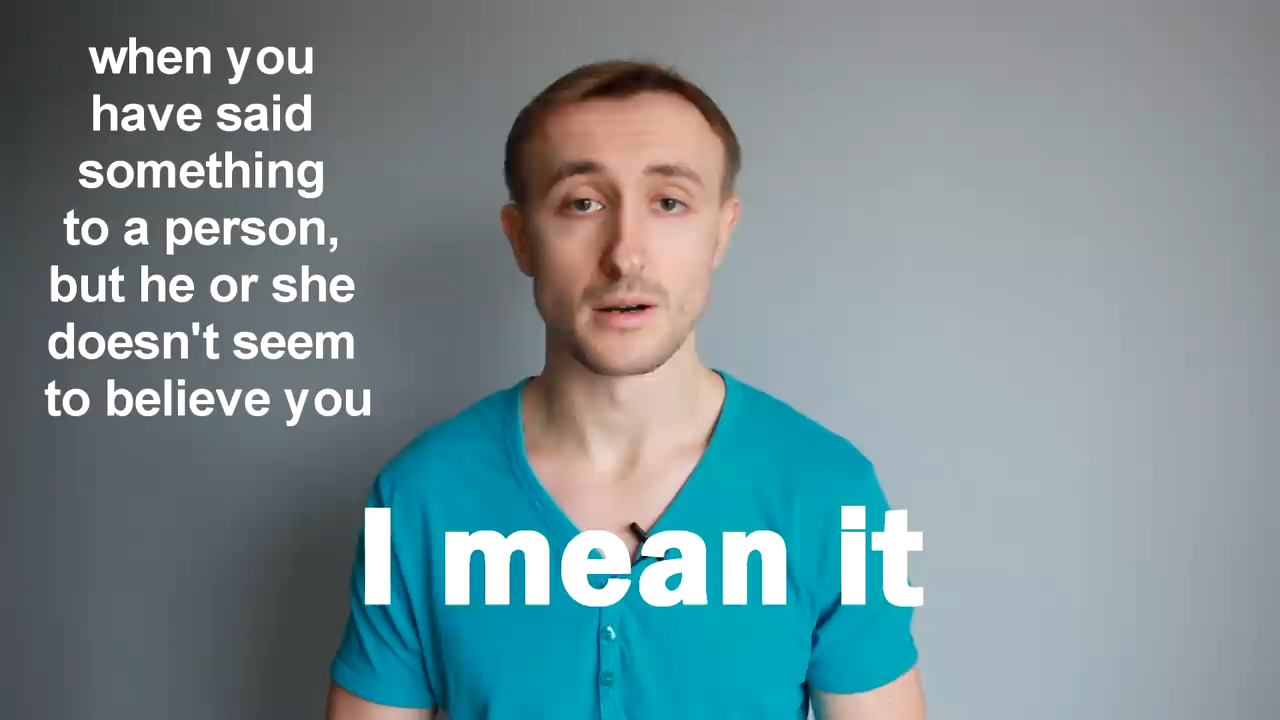 when you
have said
something
to a person,
but he or she
doesn't seem
to believe you
I mean it